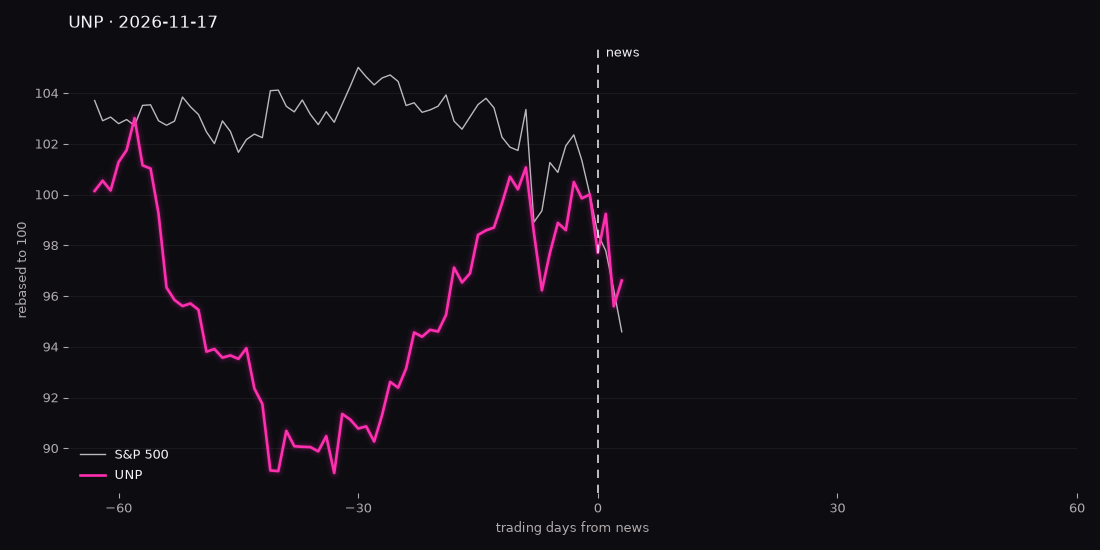 UNP · 2026-11-17
news
104
102
100
98
96
94
92
90
rebased to 100
S&P 500
UNP
−60
−30
0
30
60
trading days from news